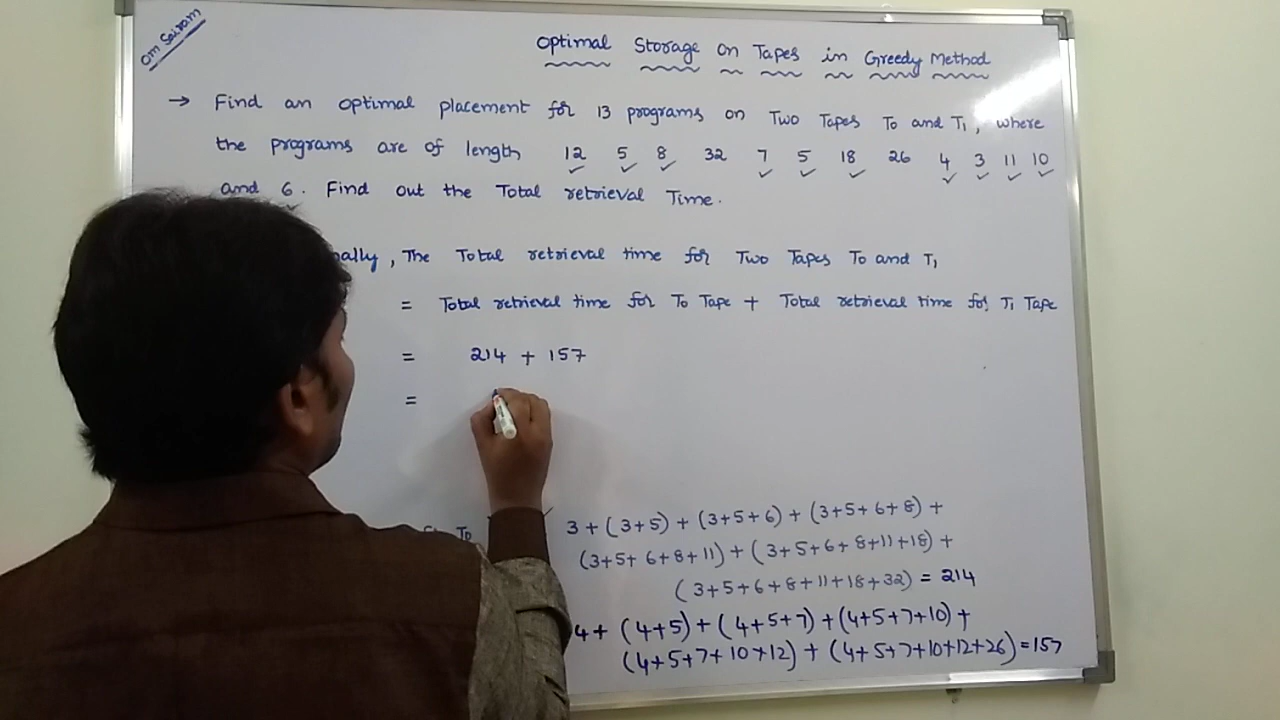 Om Sairam
Optimal Storage on Tapes in Greedy Method
→ Find an optimal placement for 13 programs on Two Tapes T0 and T1, where
the programs are of length 12 5 8 32 7 5 18 26 4 3 11 10
and 6. Find out the Total retrieval Time.
, The Total retrieval time for Two Tapes T0 and T1
= Total retrieval time for T0 Tape + Total retrieval time for T1 Tape
= 214 + 157
=
T0 3 + (3+5) + (3+5+6) + (3+5+6+8) +
(3+5+6+8+11) + (3+5+6+8+11+18) +
(3+5+6+8+11+18+32) = 214
4+ (4+5) + (4+5+7) + (4+5+7+10) +
(4+5+7+10+12) + (4+5+7+10+12+26) = 157